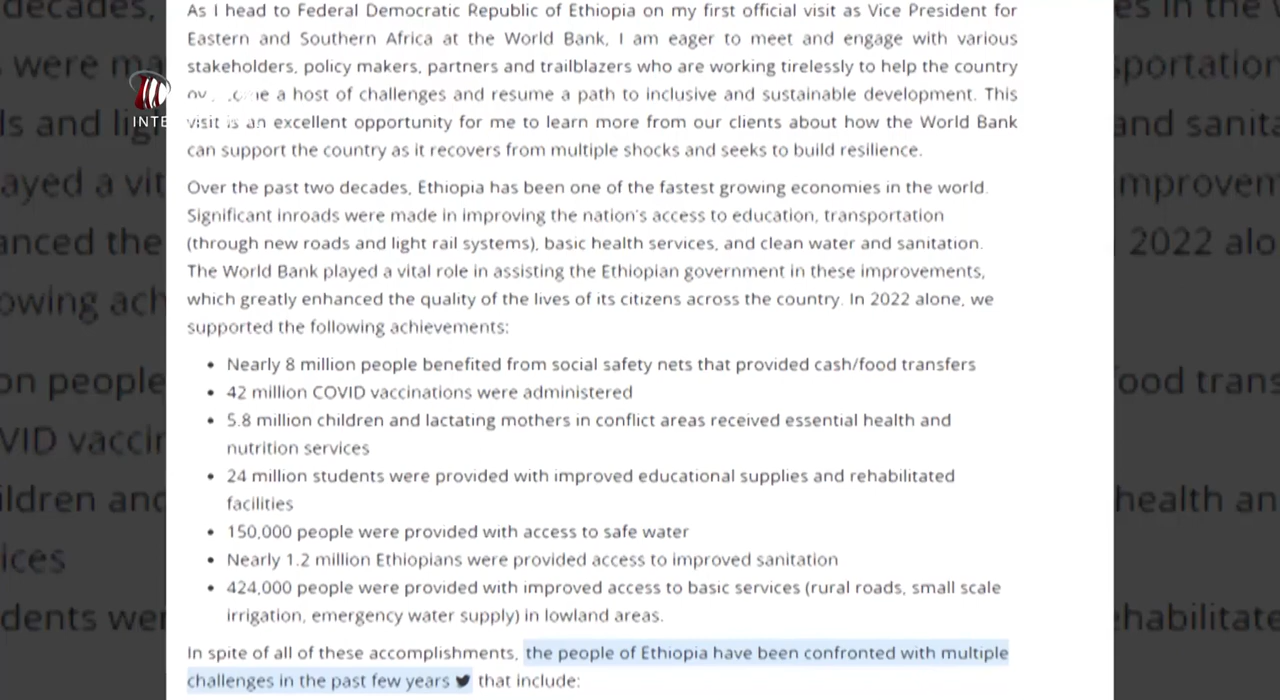 As I head to Federal Democratic Republic of Ethiopia on my first official visit as Vice President for
Eastern and Southern Africa at the World Bank, I am eager to meet and engage with various
stakeholders, policy makers, partners and trailblazers who are working tirelessly to help the country
a host of challenges and resume a path to inclusive and sustainable development. This
visit is an excellent opportunity for me to learn more from our clients about how the World Bank
can support the country as it recovers from multiple shocks and seeks to build resilience.
Over the past two decades, Ethiopia has been one of the fastest growing economies in the world.
Significant inroads were made in improving the nation's access to education, transportation
(through new roads and light rail systems), basic health services, and clean water and sanitation.
The World Bank played a vital role in assisting the Ethiopian government in these improvements,
which greatly enhanced the quality of the lives of its citizens across the country. In 2022 alone, we
supported the following achievements:
• Nearly 8 million people benefited from social safety nets that provided cash/food transfers
• 42 million COVID vaccinations were administered
• 5.8 million children and lactating mothers in conflict areas received essential health and
nutrition services
• 24 million students were provided with improved educational supplies and rehabilitated
facilities
• 150,000 people were provided with access to safe water
• Nearly 1.2 million Ethiopians were provided access to improved sanitation
• 424,000 people were provided with improved access to basic services (rural roads, small scale
irrigation, emergency water supply) in lowland areas.
In spite of all of these accomplishments, the people of Ethiopia have been confronted with multiple
challenges in the past few years that include:
INTE